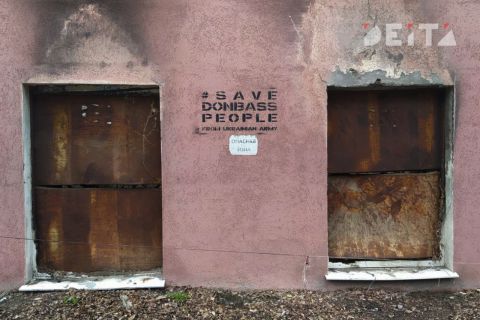 DEITA
# SAVE
DONBASS
PEOPLE
FROM UKRAINIAN ARMY
ОПАСНАЯ
ЗОНА